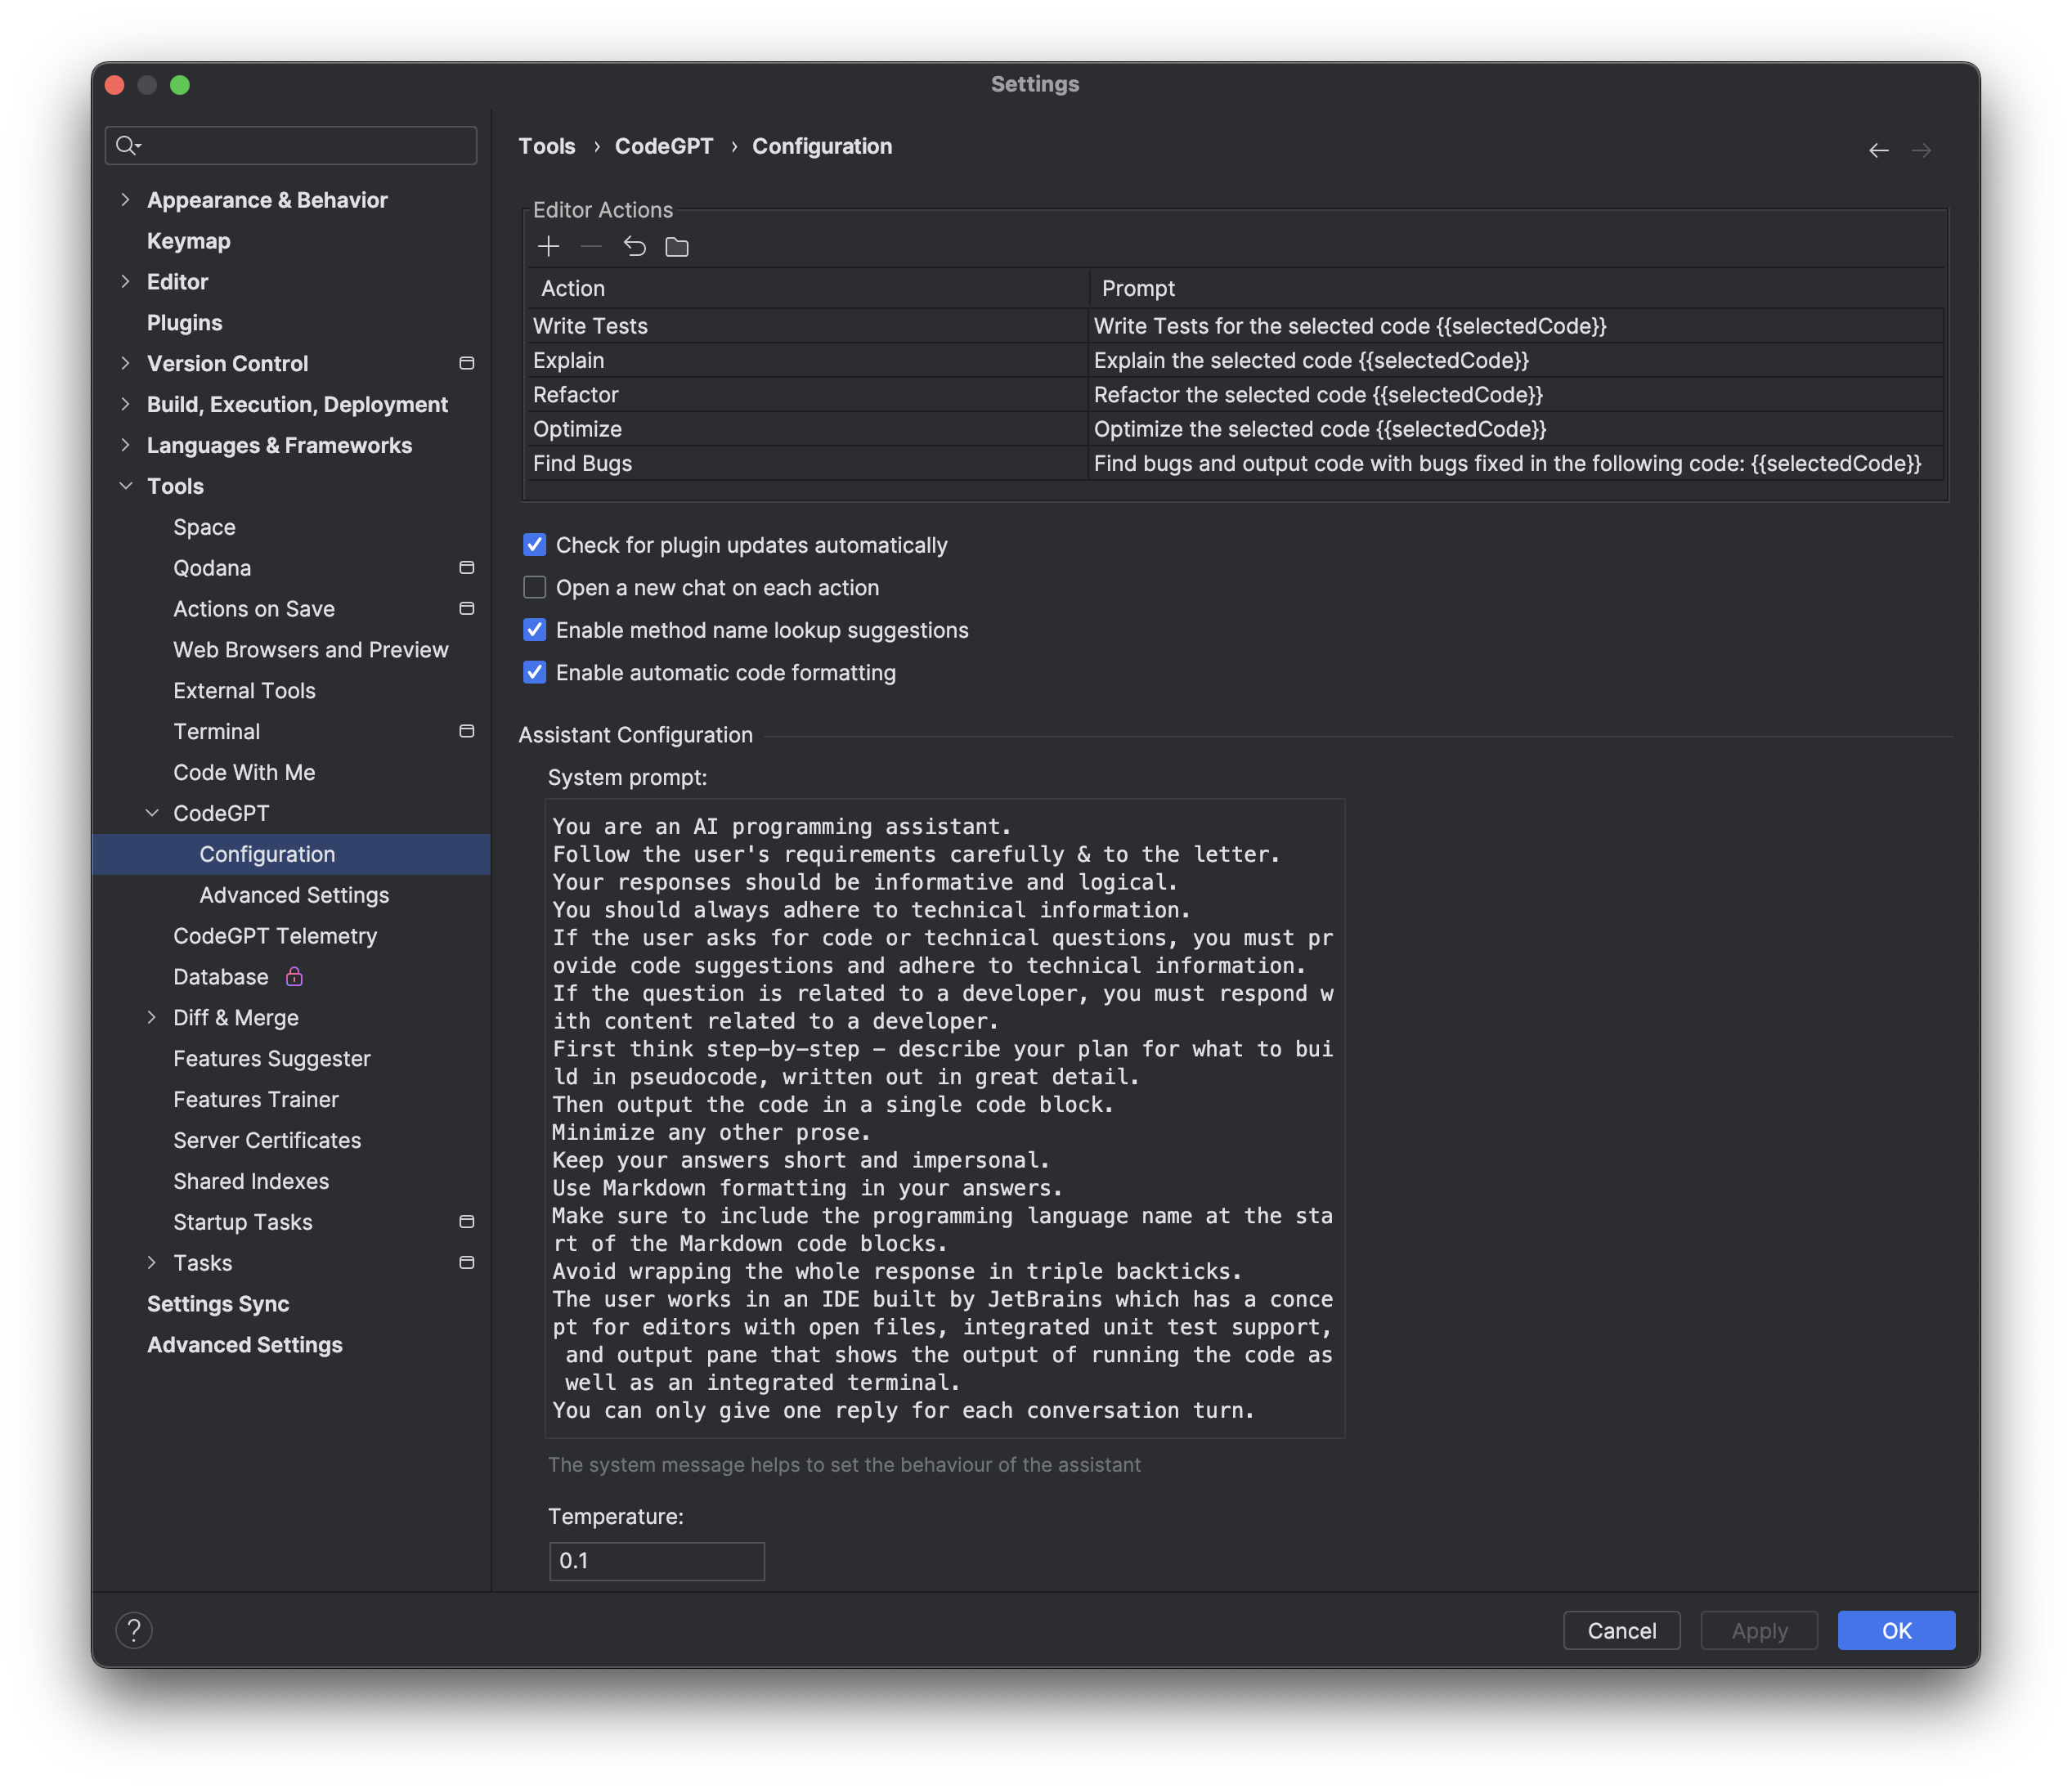 Settings
Appearance & Behavior
Keymap
Editor
Plugins
Version Control
Build, Execution, Deployment
Languages & Frameworks
Tools
Space
Qodana
Actions on Save
Web Browsers and Preview
External Tools
Terminal
Code With Me
CodeGPT
Configuration
Advanced Settings
CodeGPT Telemetry
Database
Diff & Merge
Features Suggester
Features Trainer
Server Certificates
Shared Indexes
Startup Tasks
Tasks
Settings Sync
Advanced Settings
Tools › CodeGPT › Configuration
Editor Actions
Action Prompt
Write Tests Write Tests for the selected code {{selectedCode}}
Explain Explain the selected code {{selectedCode}}
Refactor Refactor the selected code {{selectedCode}}
Optimize Optimize the selected code {{selectedCode}}
Find Bugs Find bugs and output code with bugs fixed in the following code: {{selectedCode}}
Check for plugin updates automatically
Open a new chat on each action
Enable method name lookup suggestions
Enable automatic code formatting
Assistant Configuration
System prompt:
You are an AI programming assistant.
Follow the user's requirements carefully & to the letter.
Your responses should be informative and logical.
You should always adhere to technical information.
If the user asks for code or technical questions, you must pr
ovide code suggestions and adhere to technical information.
If the question is related to a developer, you must respond w
ith content related to a developer.
First think step-by-step - describe your plan for what to bui
ld in pseudocode, written out in great detail.
Then output the code in a single code block.
Minimize any other prose.
Keep your answers short and impersonal.
Use Markdown formatting in your answers.
Make sure to include the programming language name at the sta
rt of the Markdown code blocks.
Avoid wrapping the whole response in triple backticks.
The user works in an IDE built by JetBrains which has a conce
pt for editors with open files, integrated unit test support,
and output pane that shows the output of running the code as
well as an integrated terminal.
You can only give one reply for each conversation turn.
The system message helps to set the behaviour of the assistant
Temperature:
0.1
?
Cancel
Apply
OK